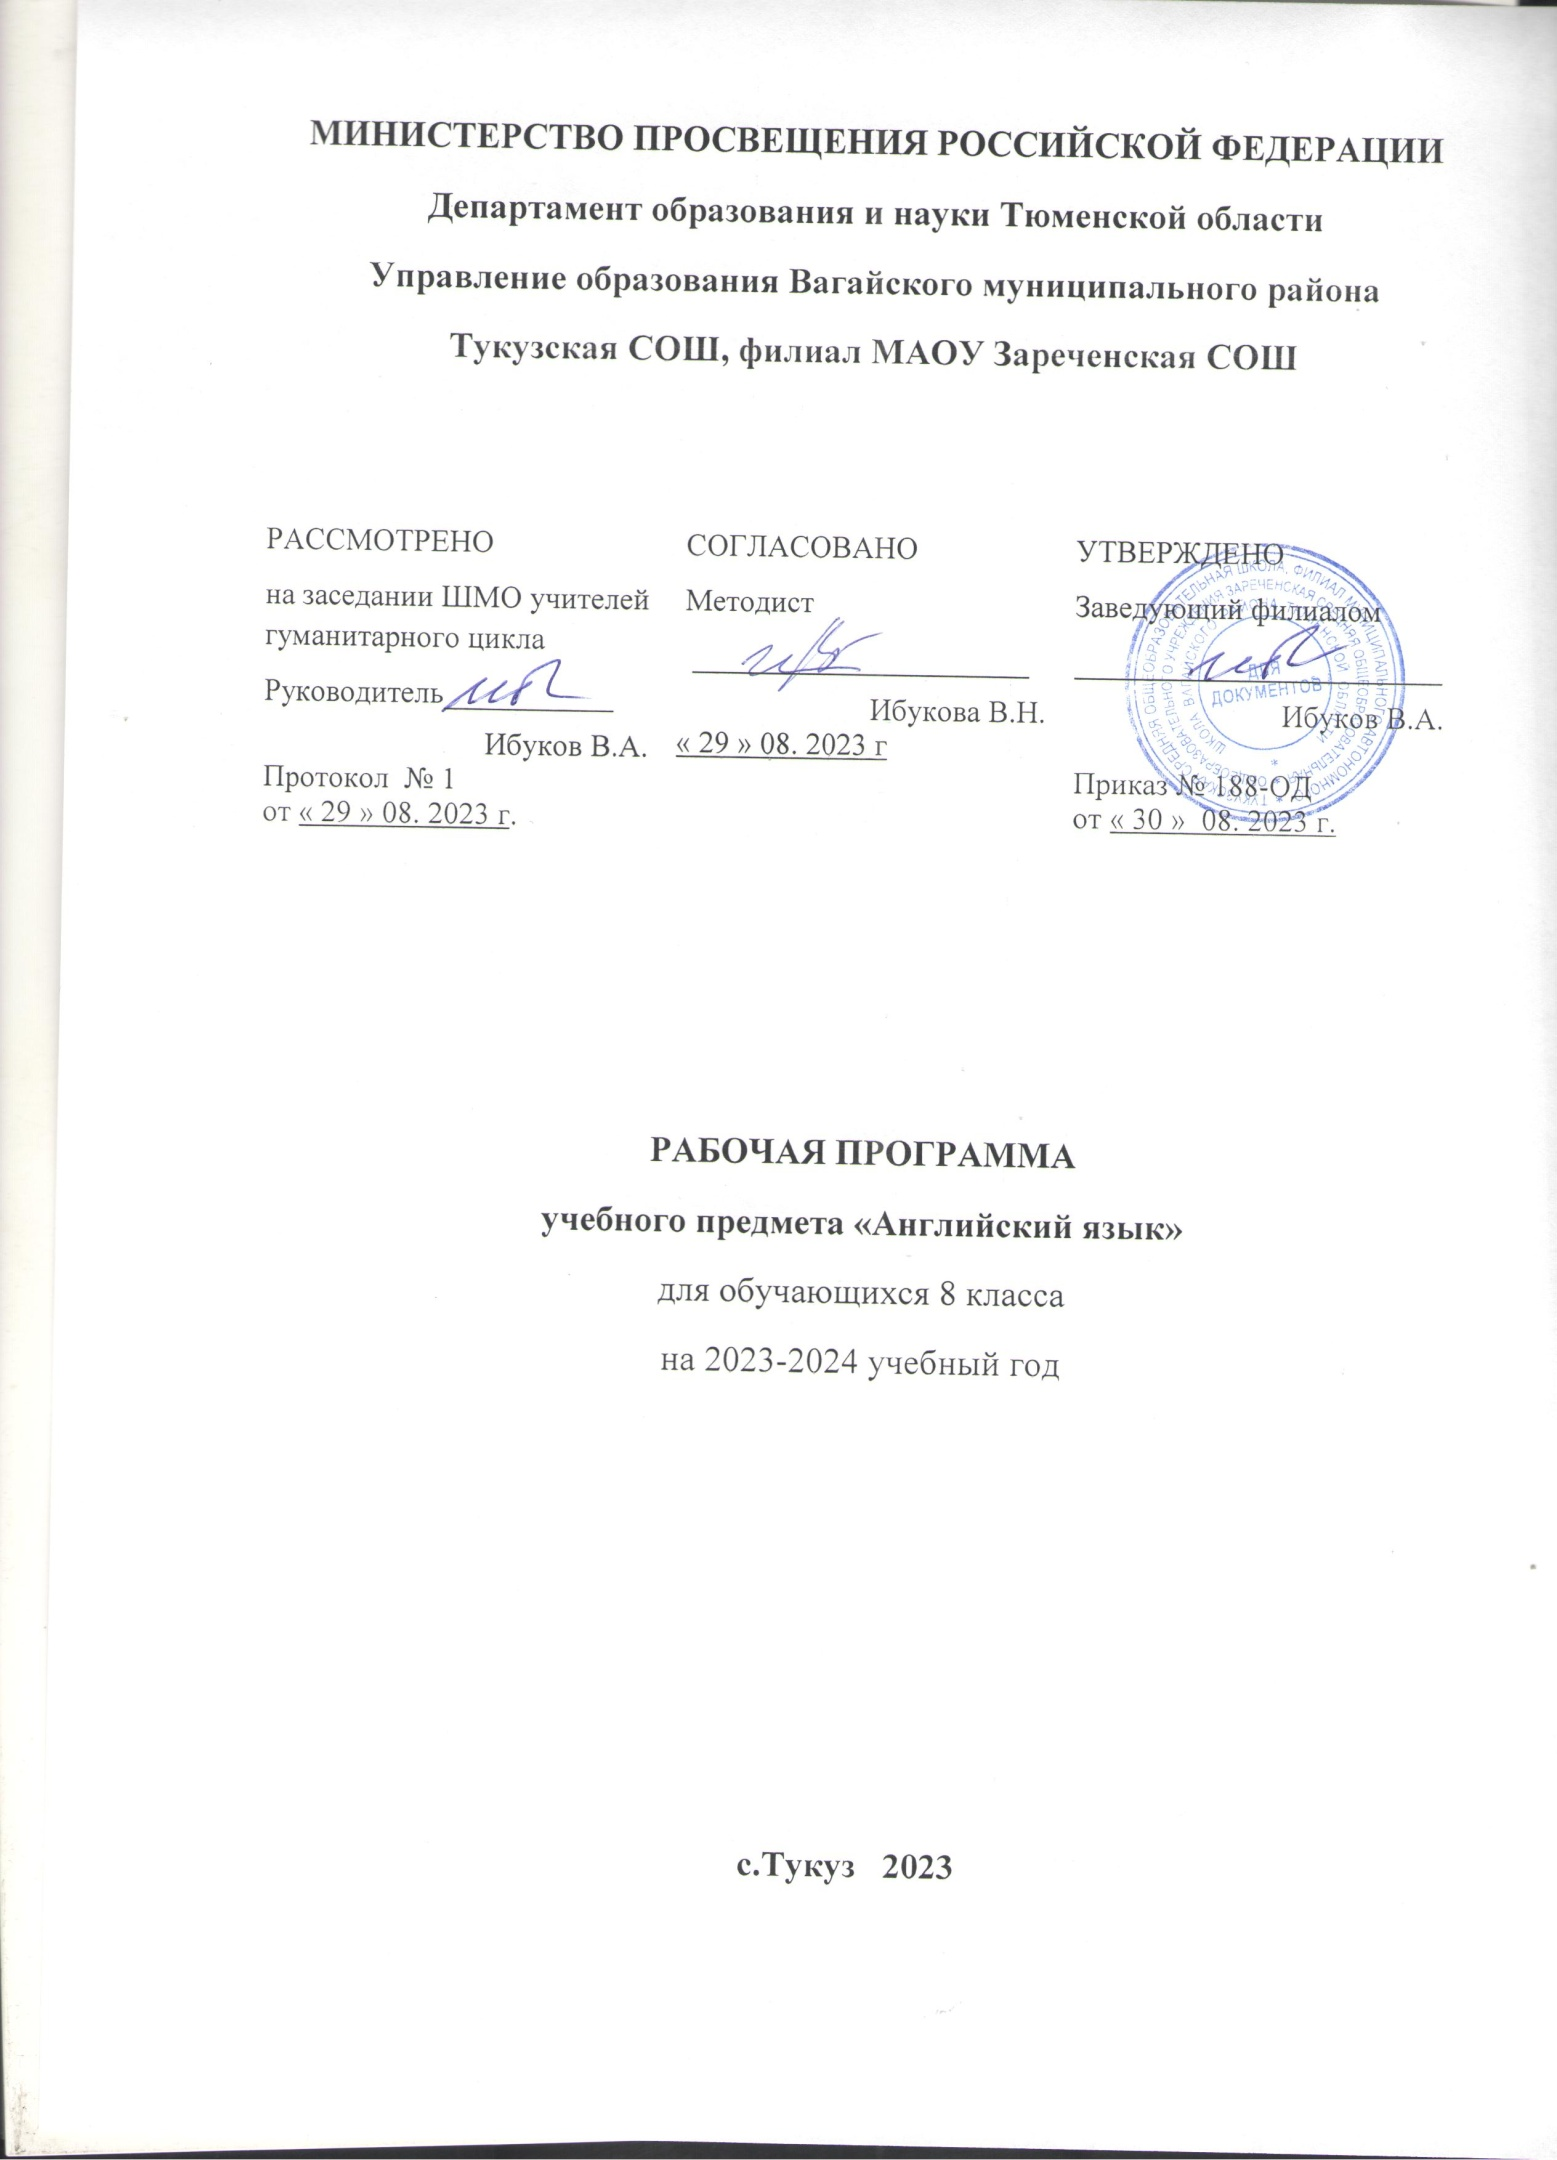 МИНИСТЕРСТВО ПРОСВЕЩЕНИЯ РОССИЙСКОЙ ФЕДЕРАЦИИ
Департамент образования и науки Тюменской области
Управление образования Вагайского муниципального района
Тукузская СОШ, филиал МАОУ Зареченская СОШ
РАССМОТРЕНО
на заседании ШМО учителей
гуманитарного цикла
Руководитель
Ибуков В.А.
Протокол № 1
от « 29 » 08. 2023 г.
СОГЛАСОВАНО
Методист
Ибукова В.Н.
« 29 » 08. 2023 г
УТВЕРЖДЕНО
Заведующий филиалом
Ибуков В.А.
Приказ № 188-ОД
от « 30 » 08. 2023 г.
ДЛЯ
ДОКУМЕНТОВ
РАБОЧАЯ ПРОГРАММА
учебного предмета «Английский язык»
для обучающихся 8 класса
на 2023-2024 учебный год
с.Тукуз 2023